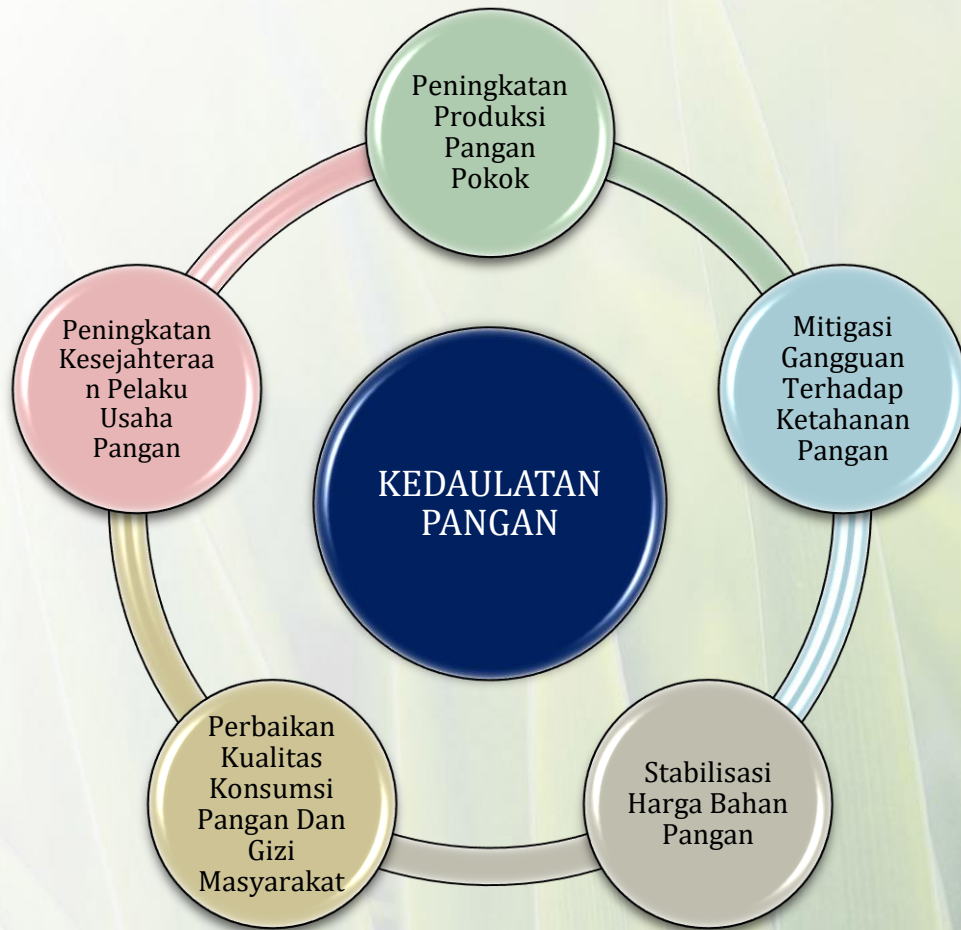 Peningkatan
Produksi
Pangan
Pokok
Mitigasi
Gangguan
Terhadap
Ketahanan
Pangan
Stabilisasi
Harga Bahan
Pangan
Perbaikan
Kualitas
Konsumsi
Pangan Dan
Gizi
Masyarakat
Peningkatan
Kesejahteraa
n Pelaku
Usaha
Pangan
KEDAULATAN
PANGAN